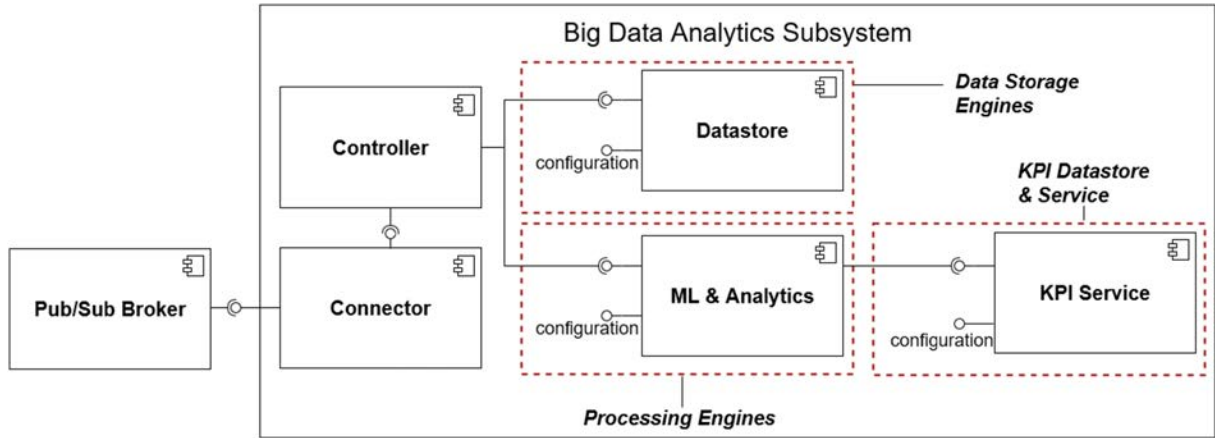 Big Data Analytics Subsystem
Controller
Datastore
configuration
Data Storage
Engines
KPI Datastore
& Service
Pub/Sub Broker
Connector
ML & Analytics
configuration
KPI Service
configuration
Processing Engines